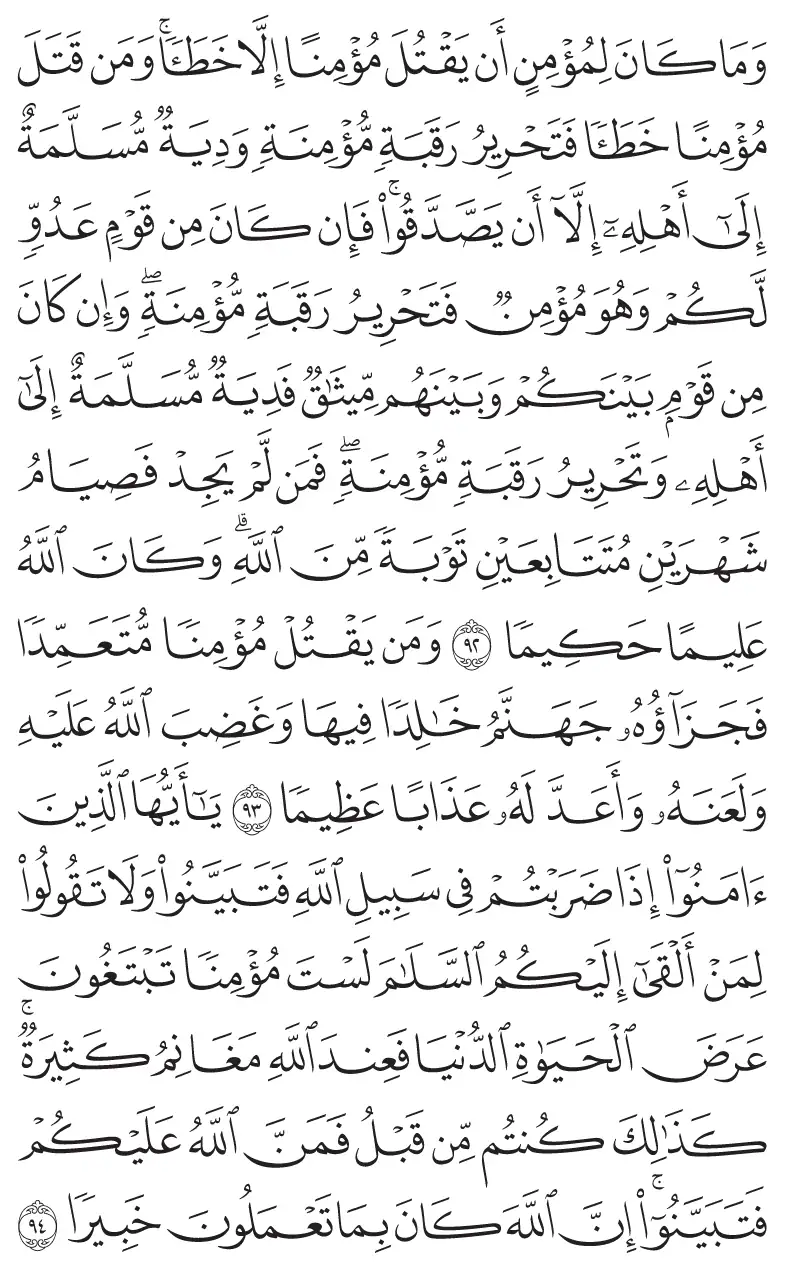 وَمَا كَانَ لِمُؤْمِنٍ أَن يَقْتُلَ مُؤْمِنًا إِلَّا خَطَـًٔا ۚ وَمَن قَتَلَ
مُؤْمِنًا خَطَـًٔا فَتَحْرِيرُ رَقَبَةٍ مُّؤْمِنَةٍ وَدِيَةٌ مُّسَلَّمَةٌ
إِلَىٰٓ أَهْلِهِۦٓ إِلَّآ أَن يَصَّدَّقُوا۟ ۚ فَإِن كَانَ مِن قَوْمٍ عَدُوٍّ
لَّكُمْ وَهُوَ مُؤْمِنٌ فَتَحْرِيرُ رَقَبَةٍ مُّؤْمِنَةٍ ۖ وَإِن كَانَ
مِن قَوْمٍۭ بَيْنَكُمْ وَبَيْنَهُم مِّيثَـٰقٌ فَدِيَةٌ مُّسَلَّمَةٌ إِلَىٰٓ
أَهْلِهِۦ وَتَحْرِيرُ رَقَبَةٍ مُّؤْمِنَةٍ ۖ فَمَن لَّمْ يَجِدْ فَصِيَامُ
شَهْرَيْنِ مُتَتَابِعَيْنِ تَوْبَةً مِّنَ ٱللَّهِ ۗ وَكَانَ ٱللَّهُ
عَلِيمًا حَكِيمًا ۝٩٢ وَمَن يَقْتُلْ مُؤْمِنًا مُّتَعَمِّدًا
فَجَزَآؤُهُۥ جَهَنَّمُ خَـٰلِدًا فِيهَا وَغَضِبَ ٱللَّهُ عَلَيْهِ
وَلَعَنَهُۥ وَأَعَدَّ لَهُۥ عَذَابًا عَظِيمًا ۝٩٣ يَـٰٓأَيُّهَا ٱلَّذِينَ
ءَامَنُوٓا۟ إِذَا ضَرَبْتُمْ فِى سَبِيلِ ٱللَّهِ فَتَبَيَّنُوا۟ وَلَا تَقُولُوا۟
لِمَنْ أَلْقَىٰٓ إِلَيْكُمُ ٱلسَّلَـٰمَ لَسْتَ مُؤْمِنًا تَبْتَغُونَ
عَرَضَ ٱلْحَيَوٰةِ ٱلدُّنْيَا فَعِندَ ٱللَّهِ مَغَانِمُ كَثِيرَةٌ ۚ
كَذَٰلِكَ كُنتُم مِّن قَبْلُ فَمَنَّ ٱللَّهُ عَلَيْكُمْ
فَتَبَيَّنُوٓا۟ ۚ إِنَّ ٱللَّهَ كَانَ بِمَا تَعْمَلُونَ خَبِيرًا ۝٩٤